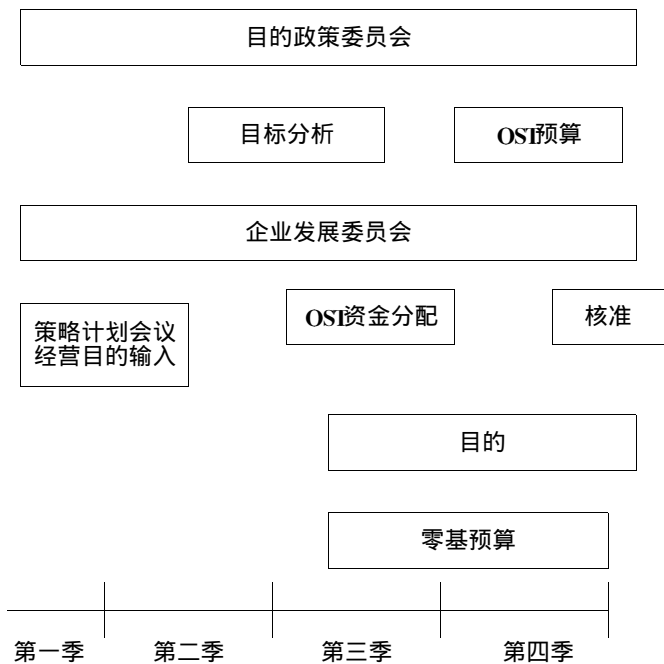 目的政策委员会
目标分析
OST预算
企业发展委员会
策略计划会议
经营目的输入
OST资金分配
核准
目的
零基预算
第一季
第二季
第三季
第四季